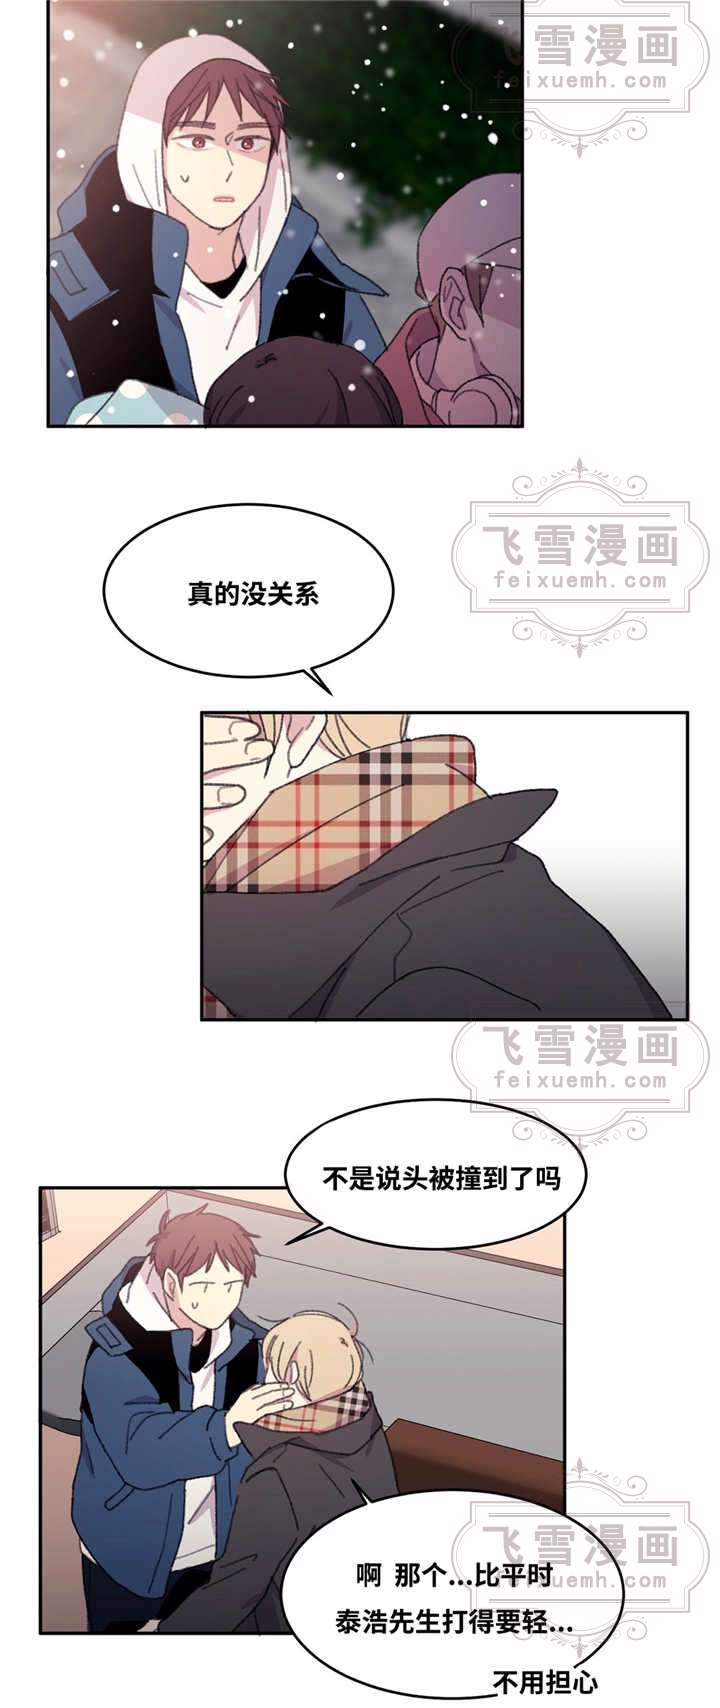 飞雪漫画
feixuemh.com
飞雪漫画
feixuemh.com
真的没关系
飞雪漫画
feixuemh.com
不是说头被撞到了吗
飞雪漫画
feixuemh.com
啊 那个...比平时
泰浩先生打得要轻...
不用担心